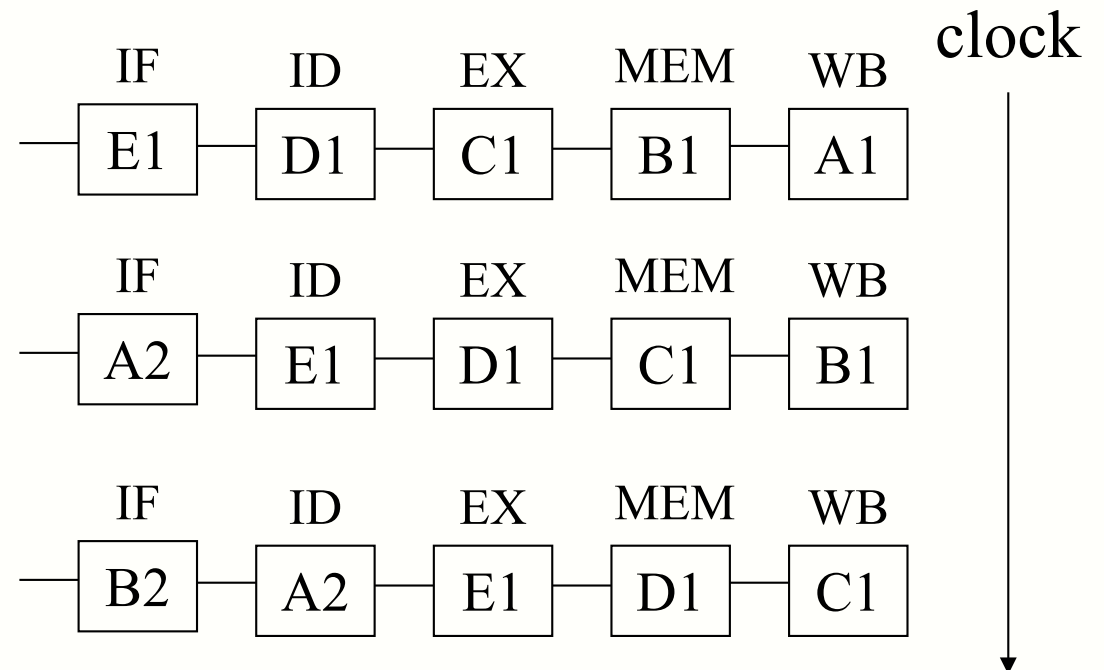 clock
IF ID EX MEM WB
E1 D1 C1 B1 A1
IF ID EX MEM WB
A2 E1 D1 C1 B1
IF ID EX MEM WB
B2 A2 E1 D1 C1